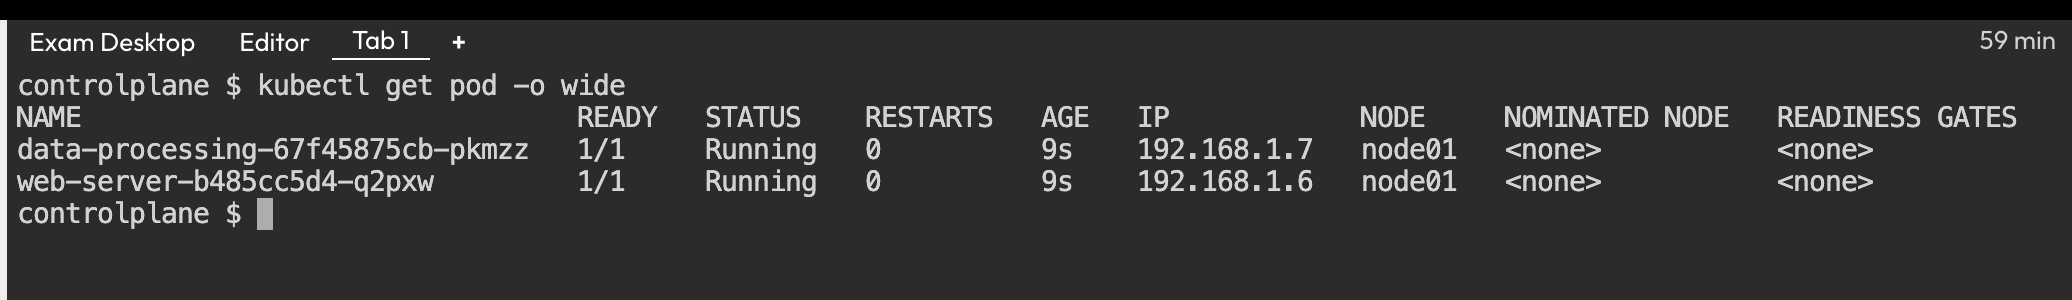 Exam Desktop Editor Tab 1 + 59 min
controlplane $ kubectl get pod -o wide
NAME READY STATUS RESTARTS AGE IP NODE NOMINATED NODE READINESS GATES
data-processing-67f45875cb-pkmzz 1/1 Running 0 9s 192.168.1.7 node01 <none> <none>
web-server-b485cc5d4-q2pxw 1/1 Running 0 9s 192.168.1.6 node01 <none> <none>
controlplane $